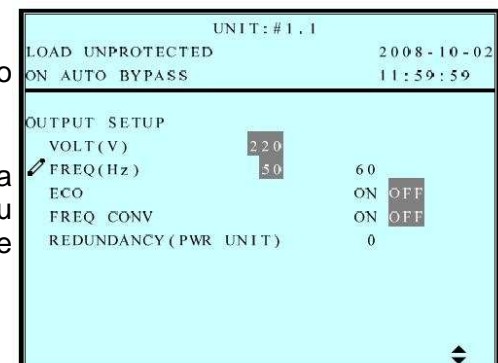 UNIT:#1.1
LOAD UNPROTECTED 2008-10-02
ON AUTO BYPASS 11:59:59
OUTPUT SETUP
VOLT(V) 220
FREQ(Hz) 50 60
ECO ON OFF
FREQ CONV ON OFF
REDUNDANCY(PWR UNIT) 0
o
a
u
e